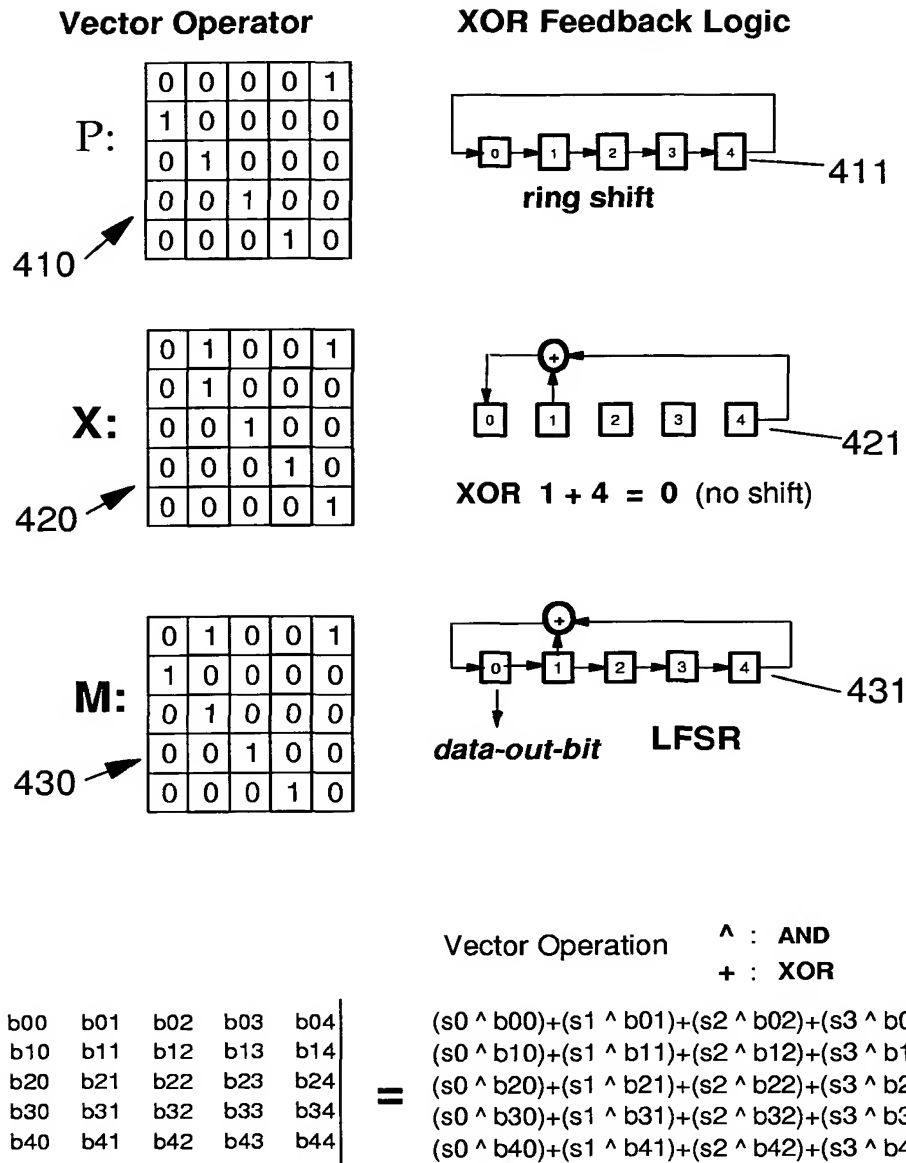 Vector Operator
XOR Feedback Logic
P:
0 0 0 0 1
1 0 0 0 0
0 1 0 0 0
0 0 1 0 0
0 0 0 1 0
410
0 1 2 3 4
411
ring shift
X:
0 1 0 0 1
0 1 0 0 0
0 0 1 0 0
0 0 0 1 0
0 0 0 0 1
420
+
0 1 2 3 4
421
XOR 1 + 4 = 0 (no shift)
M:
0 1 0 0 1
1 0 0 0 0
0 1 0 0 0
0 0 1 0 0
0 0 0 1 0
430
+
0 1 2 3 4
431
data-out-bit
LFSR
Vector Operation
^ : AND
+ : XOR
b00 b01 b02 b03 b04
b10 b11 b12 b13 b14
b20 b21 b22 b23 b24
b30 b31 b32 b33 b34
b40 b41 b42 b43 b44
=
(s0 ^ b00)+(s1 ^ b01)+(s2 ^ b02)+(s3 ^
(s0 ^ b10)+(s1 ^ b11)+(s2 ^ b12)+(s3 ^
(s0 ^ b20)+(s1 ^ b21)+(s2 ^ b22)+(s3 ^
(s0 ^ b30)+(s1 ^ b31)+(s2 ^ b32)+(s3 ^
(s0 ^ b40)+(s1 ^ b41)+(s2 ^ b42)+(s3 ^